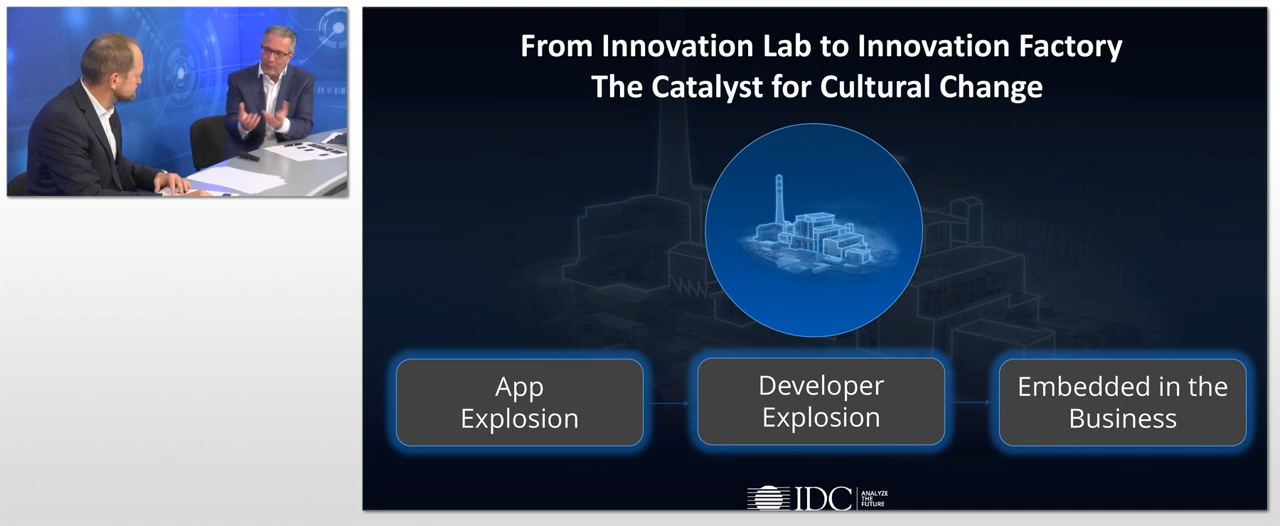 From Innovation Lab to Innovation Factory
The Catalyst for Cultural Change
App
Explosion
Developer
Explosion
Embedded in the
Business
IDC
ANALYZE
THE
FUTURE